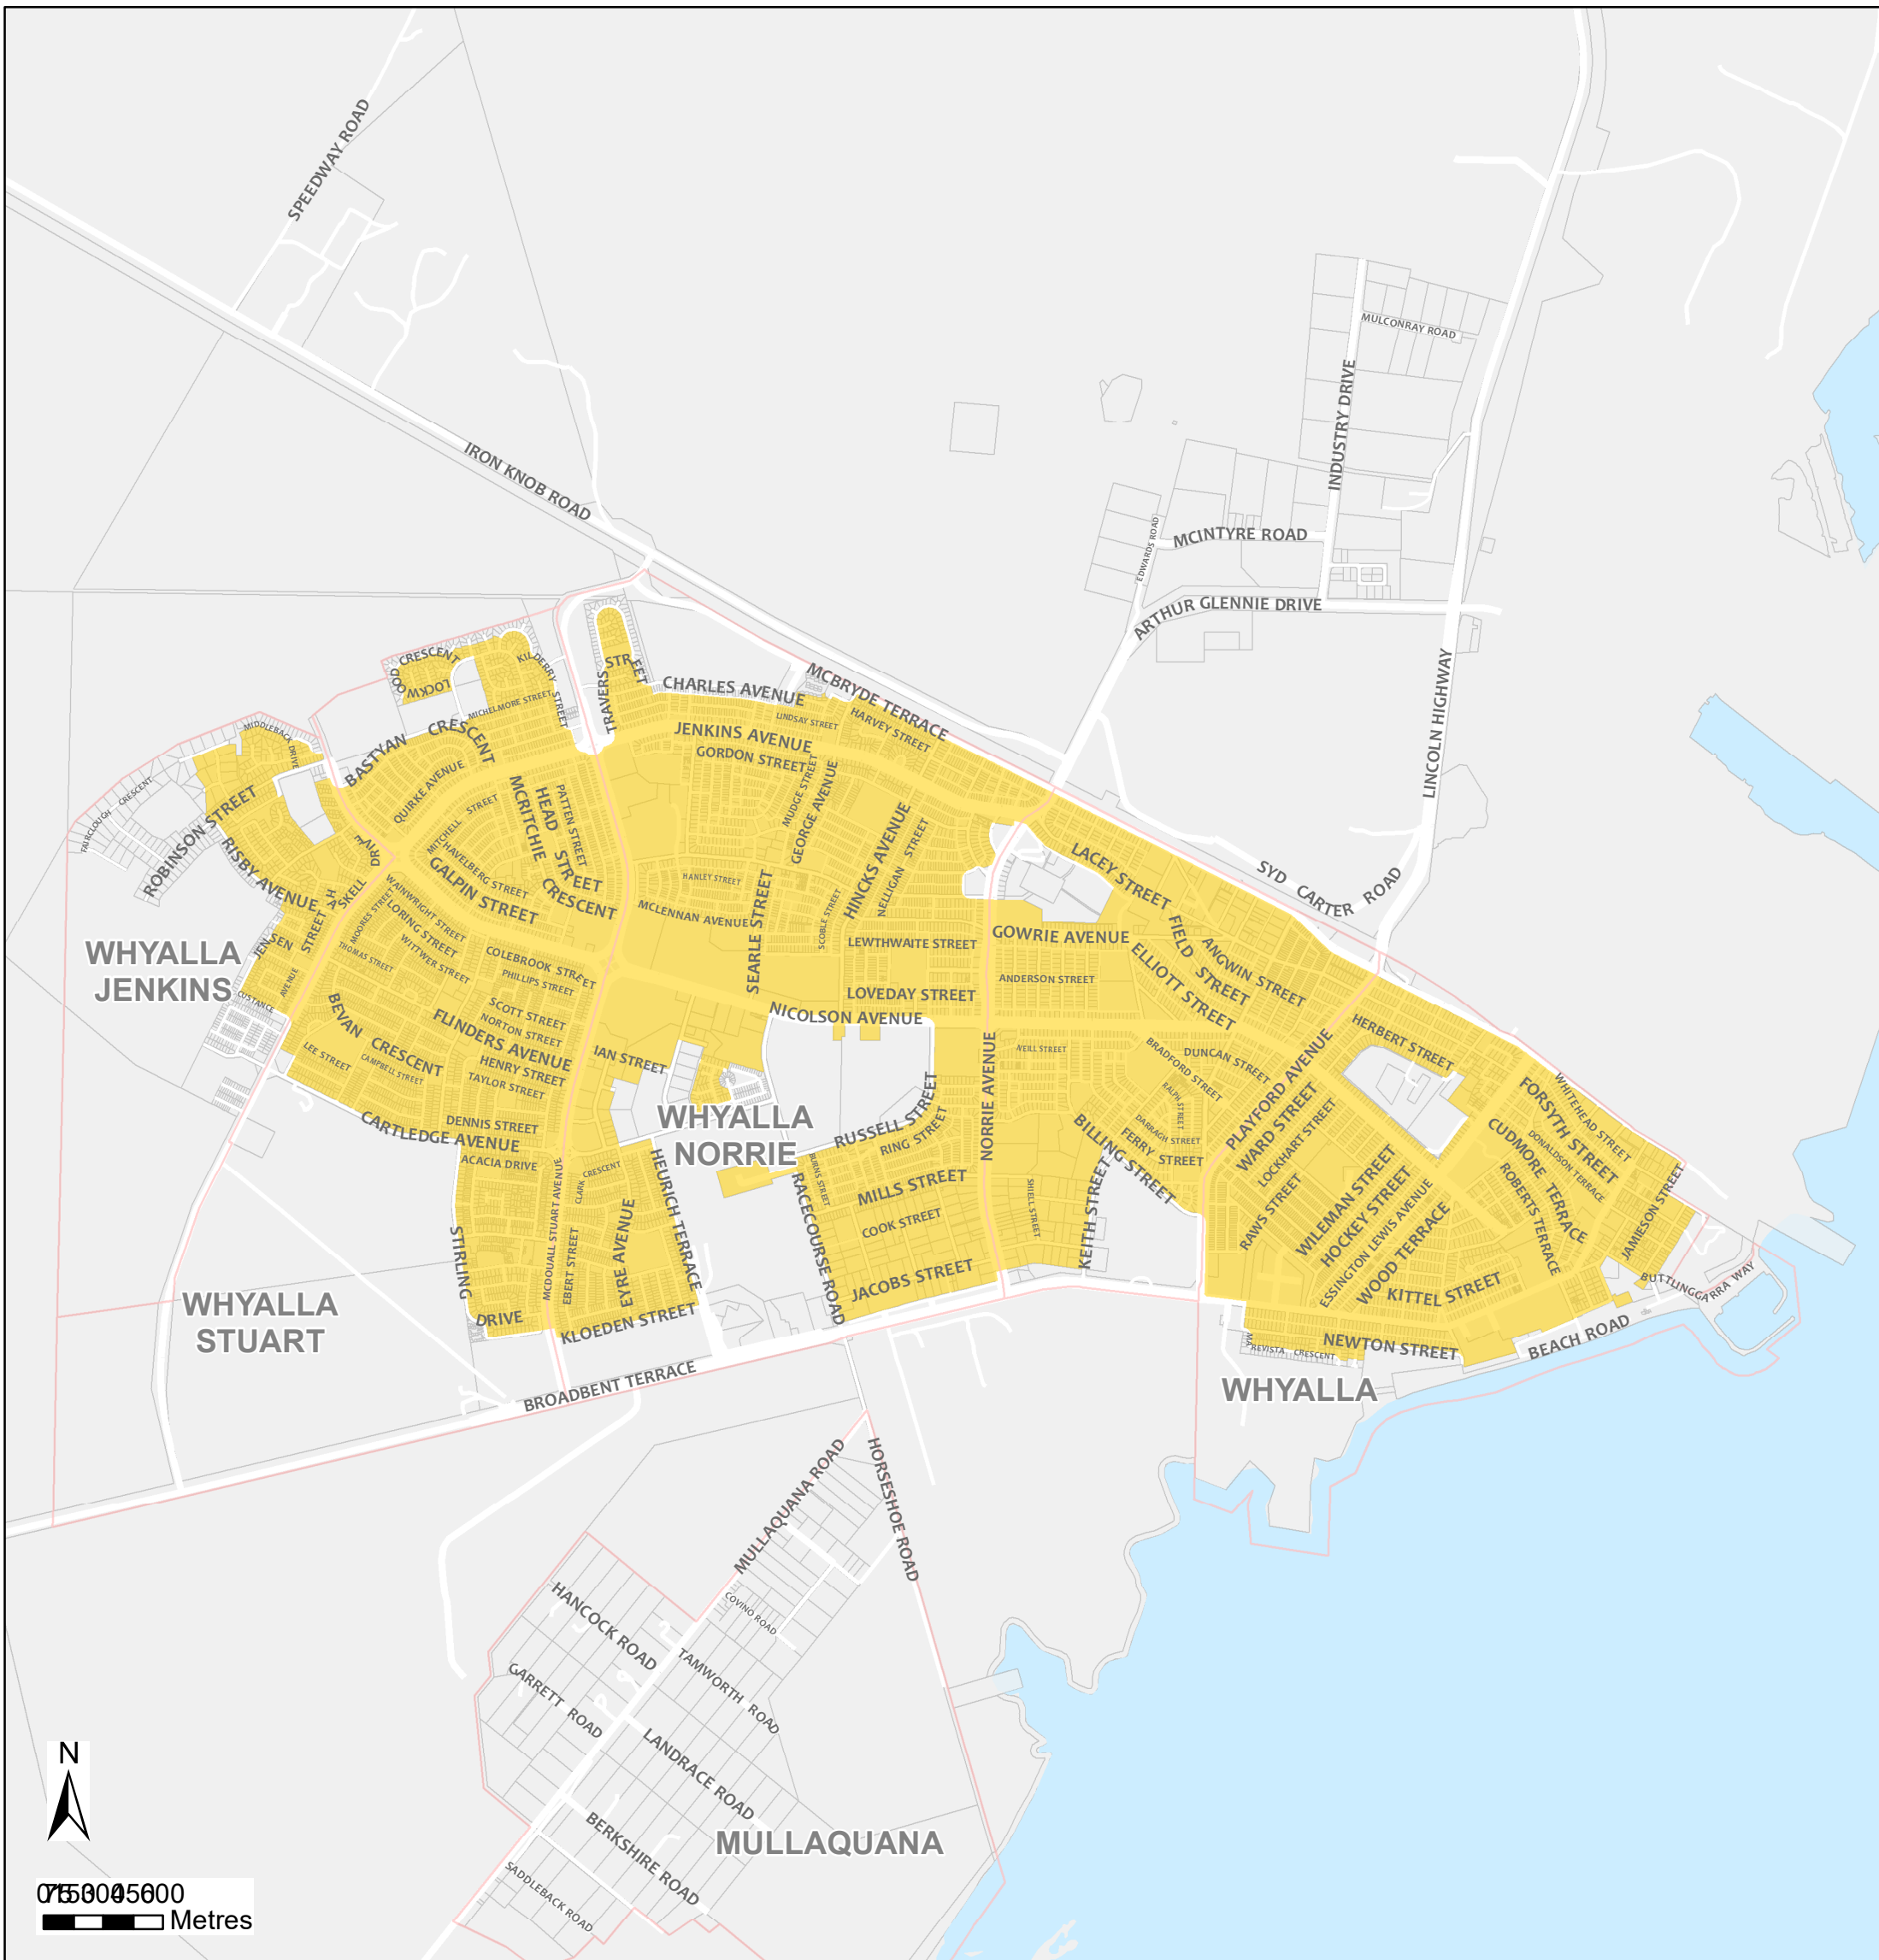 SPEEDWAY ROAD
MULCONRAY ROAD
INDUSTRY DRIVE
IRON KNOB ROAD
EDWARDS ROAD
MCINTYRE ROAD
ARTHUR GLENNIE DRIVE
LINCOLN HIGHWAY
LOCKWOOD CRESCENT
KILDERRY STREET
TRAVERS STREET
MICHELMORE STREET
CHARLES AVENUE
MCBRYDE TERRACE
LINDSAY STREET
HARVEY STREET
JENKINS AVENUE
GORDON STREET
MIDDLEBACK DRIVE
BASTYAN CRESCENT
QUIRKE AVENUE
MUDGE STREET
GEORGE AVENUE
FAIRCLOUGH CRESCENT
ROBINSON STREET
RISBY AVENUE
MITCHELL STREET
HAVELBERG STREET
GALPIN STREET
MCRITCHIE CRESCENT
HEAD STREET
PATTEN STREET
HINCKS AVENUE
NELLIGAN STREET
LACEY STREET
SYD CARTER ROAD
SKELL
DRIVE
WAINWRIGHT STREET
MOORES STREET
LORING STREET
WITTWER STREET
THOMAS STREET
HANLEY STREET
MCLENNAN AVENUE
SEARLE STREET
SCOBLE STREET
LEWTHWAITE STREET
GOWRIE AVENUE
FIELD STREET
ANGWIN STREET
ELLIOTT STREET
ANDERSON STREET
LOVEDAY STREET
NICOLSON AVENUE
WHYALLA
JENKINS
JENSEN
STREET
HA
AVENUE
CUSTANCE
COLEBROOK STREET
PHILLIPS STREET
SCOTT STREET
NORTON STREET
FLINDERS AVENUE
HENRY STREET
TAYLOR STREET
BEVAN CRESCENT
LEE STREET
CAMPBELL STREET
DENNIS STREET
CARTLEDGE AVENUE
ACACIA DRIVE
IAN STREET
WHYALLA
NORRIE
RUSSELL STREET
RING STREET
NORRIE AVENUE
BRADFORD STREET
DUNCAN STREET
RALPH STREET
DARRAGH STREET
FERRY STREET
BILLING STREET
PLAYFORD AVENUE
WARD STREET
LOCKHART STREET
RAWS STREET
HERBERT STREET
WHITEHEAD STREET
FORSYTH STREET
DONALDSON TERRACE
CUDMORE TERRACE
ROBERTS TERRACE
JAMIESON STREET
WILEMAN STREET
HOCKEY STREET
ESSINGTON LEWIS AVENUE
WOOD TERRACE
KITTEL STREET
NEWTON STREET
BEACH ROAD
BUTTLINGGARRA WAY
CLARK CRESCENT
HEURICH TERRACE
BURNS STREET
RACECOURSE ROAD
MILLS STREET
COOK STREET
JACOBS STREET
SHIELL STREET
KEITH STREET
STIRLING DRIVE
MCDOUALL STUART AVENUE
EBERT STREET
EYRE AVENUE
KLOEDEN STREET
WHYALLA
STUART
MAREVISTA CRESCENT
WHYALLA
BROADBENT TERRACE
MULLAQUANA ROAD
HORSESHOE ROAD
COVINO ROAD
HANCOCK ROAD
TAMWORTH ROAD
GARRETT ROAD
LANDRACE ROAD
BERKSHIRE ROAD
MULLAQUANA
SADDLEBACK ROAD
N
Metres